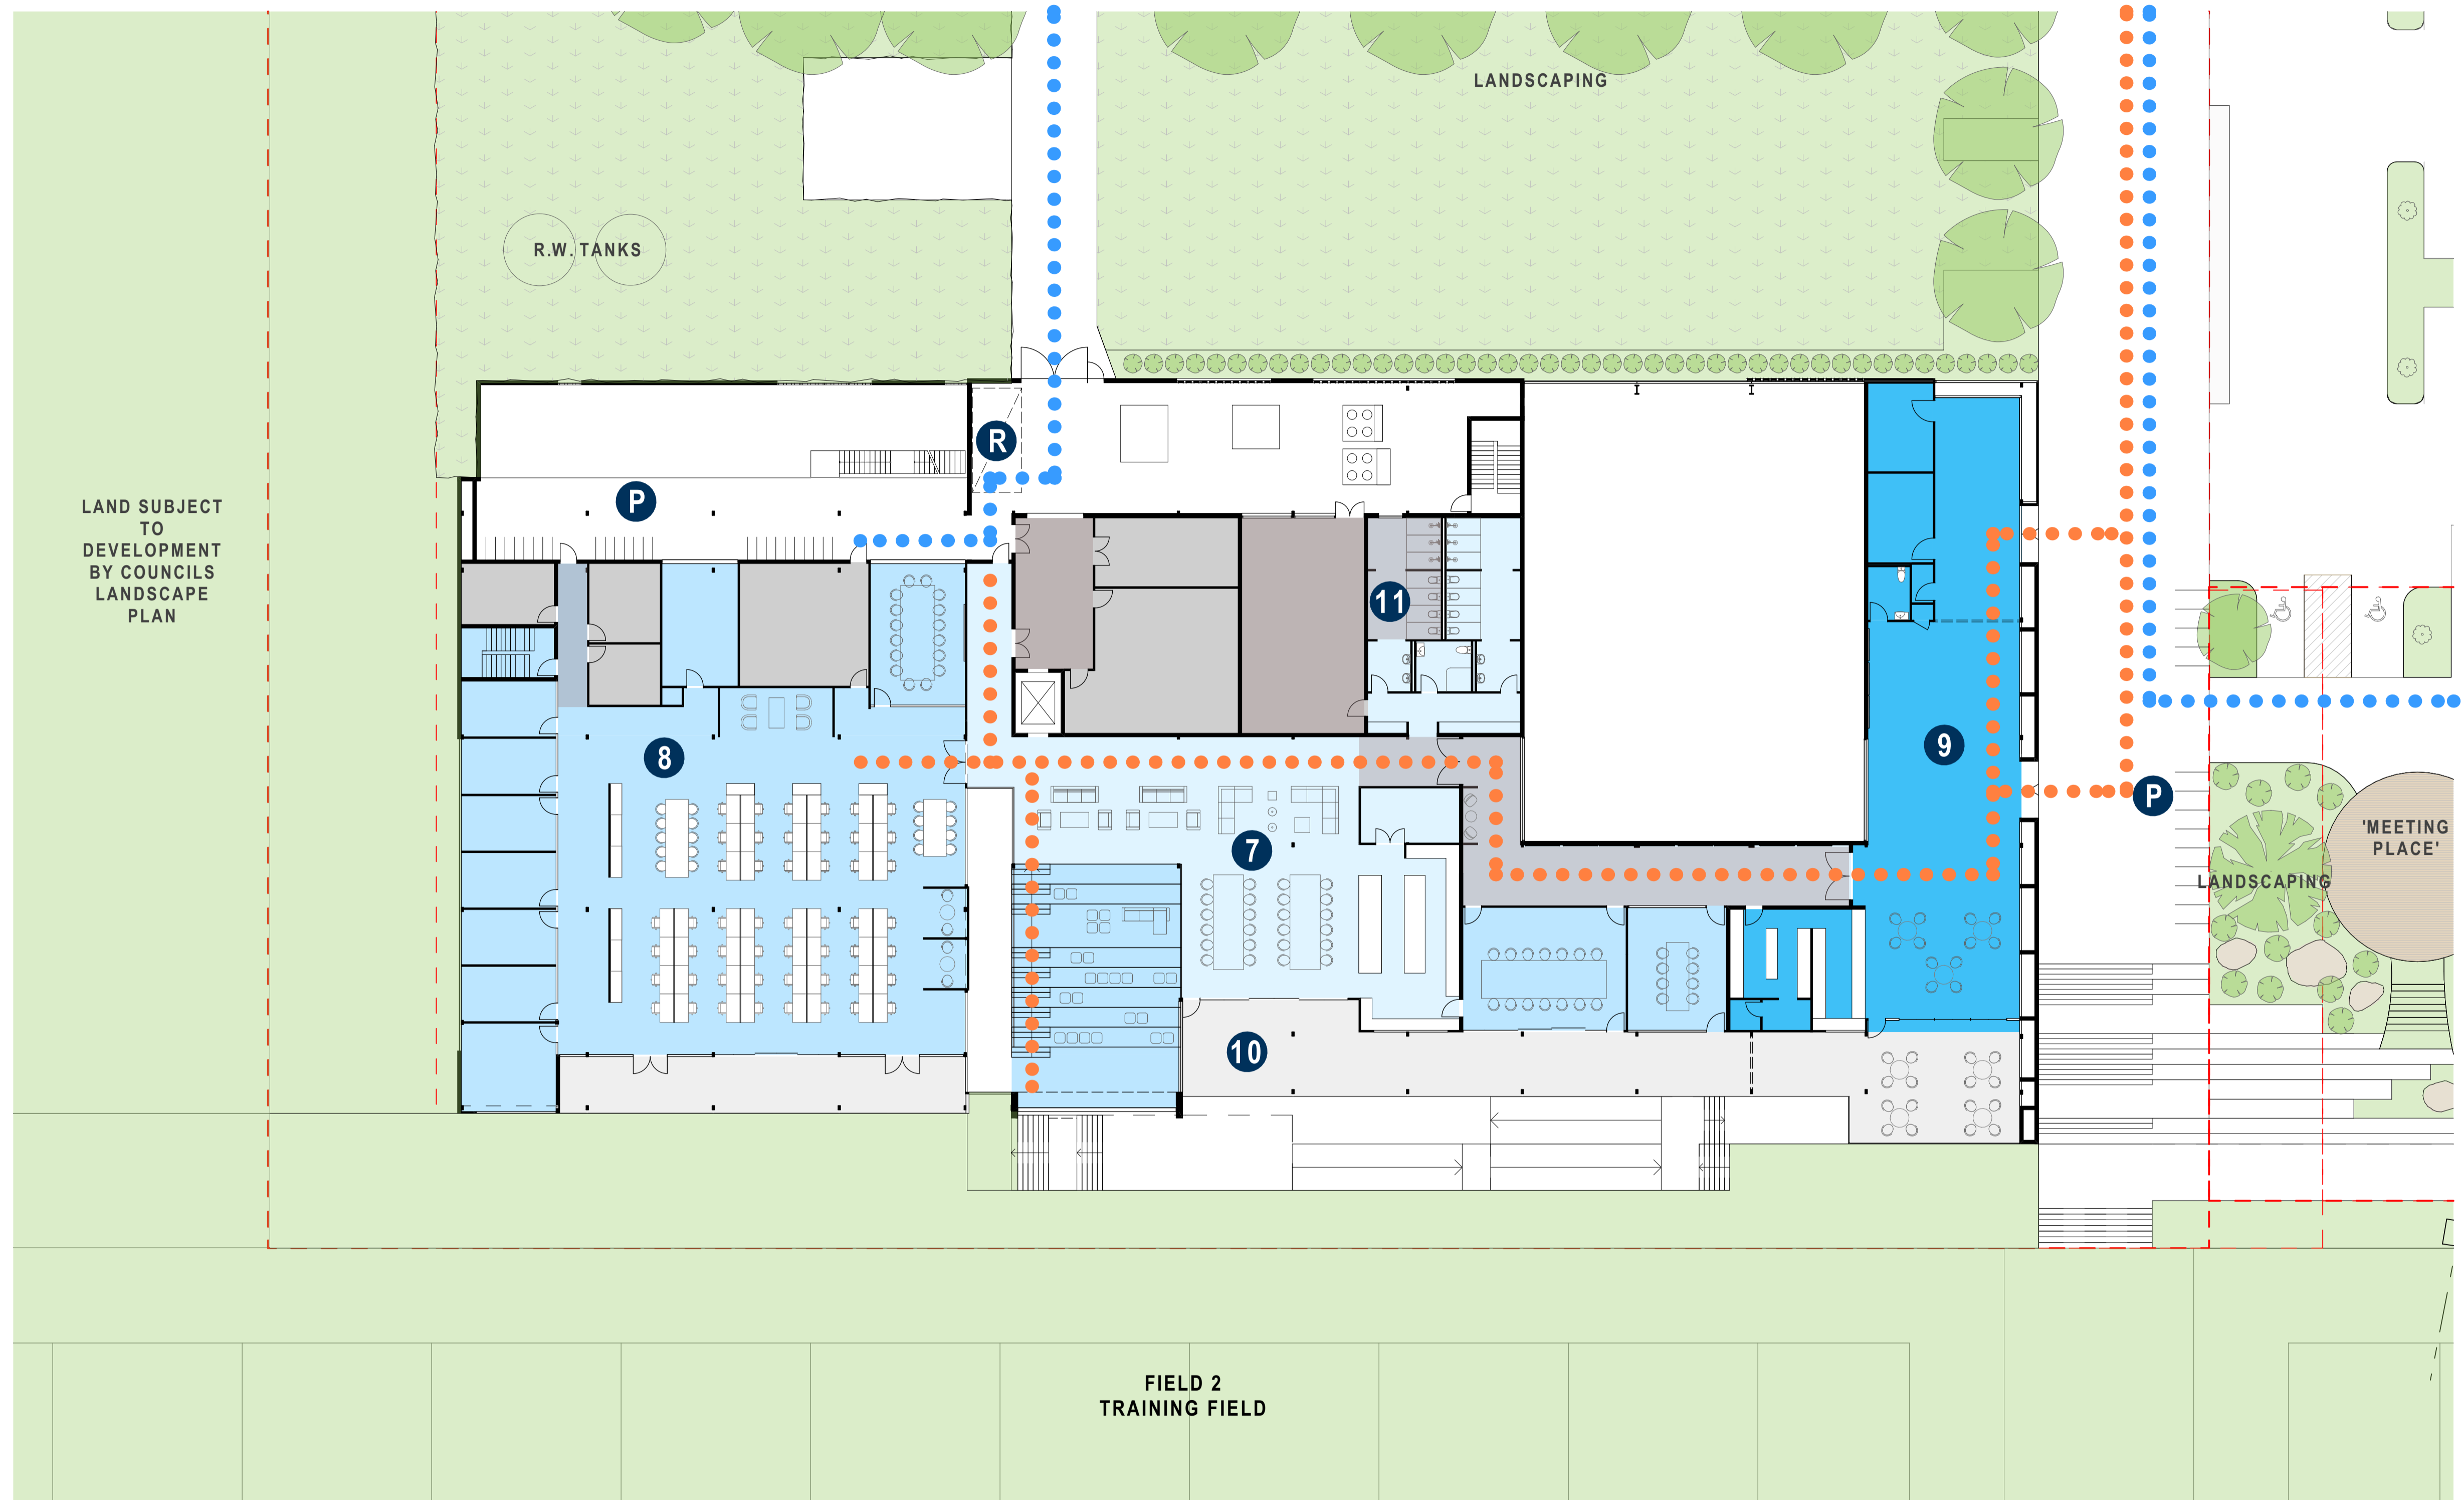 LANDSCAPING
R.W. TANKS
R
P
LAND SUBJECT
TO
DEVELOPMENT
BY COUNCILS
LANDSCAPE
PLAN
11
8
9
7
P
'MEETING
PLACE'
LANDSCAPING
10
FIELD 2
TRAINING FIELD